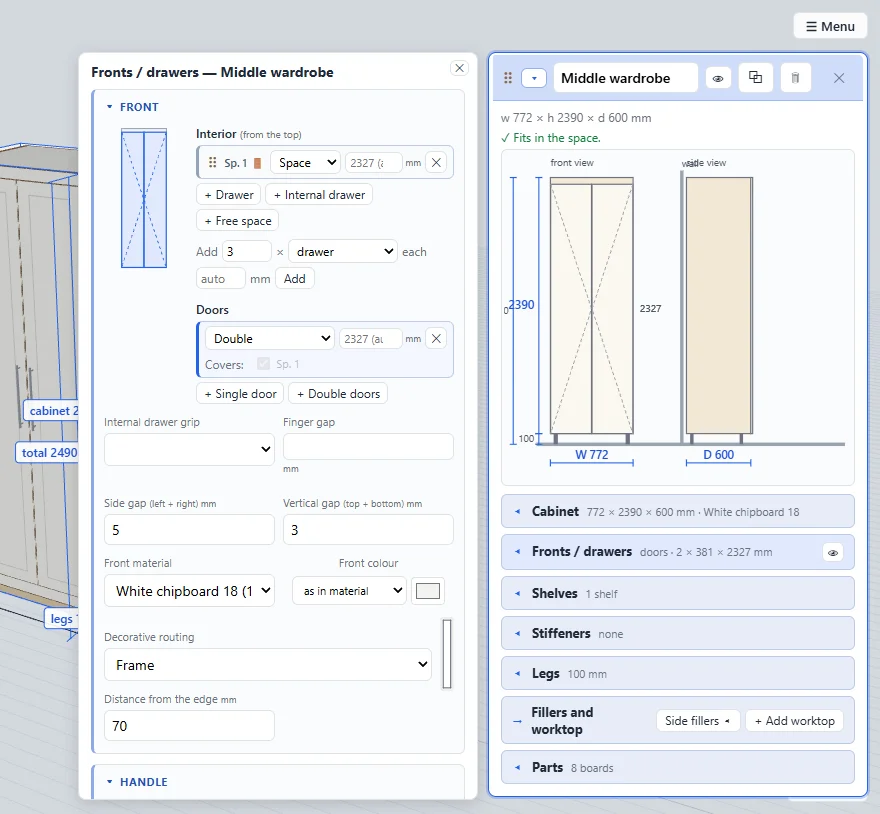 ☰ Menu
Fronts / drawers — Middle wardrobe
FRONT
Interior (from the top)
Sp. 1 Space 2327 (a mm
+ Drawer + Internal drawer
+ Free space
Add 3 × drawer each
auto mm Add
Doors
Double 2327 (au mm
Covers: Sp. 1
+ Single door + Double doors
Internal drawer grip Finger gap
mm
Side gap (left + right) mm Vertical gap (top + bottom) mm
5 3
Front material Front colour
White chipboard 18 (1 as in material
Decorative routing
Frame
Distance from the edge mm
70
HANDLE
cabinet 2
total 2490
legs
Middle wardrobe
w 772 × h 2390 × d 600 mm
✓ Fits in the space.
front view side view
0 2390 2327
100
W 772 D 600
Cabinet 772 × 2390 × 600 mm · White chipboard 18
Fronts / drawers doors · 2 × 381 × 2327 mm
Shelves 1 shelf
Stiffeners none
Legs 100 mm
Fillers and
worktop
Side fillers + Add worktop
Parts 8 boards